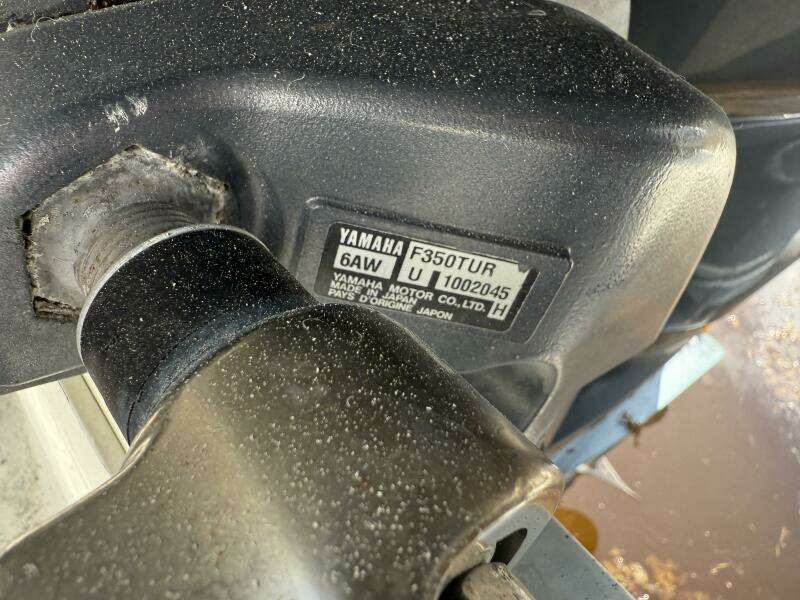 YAMAHA F350TUR
6AW U 1002045
YAMAHA MOTOR CO., LTD. H
MADE IN JAPAN
PAYS D'ORIGINE JAPON